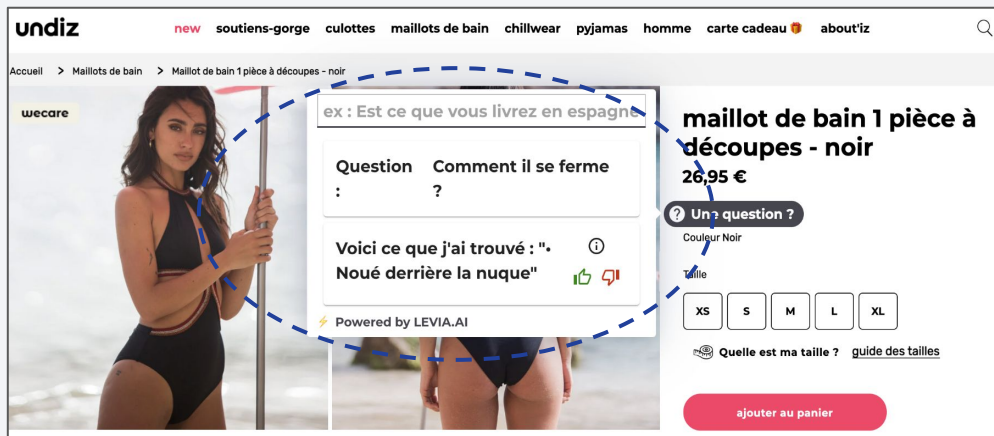 undiz
new soutiens-gorge culottes maillots de bain chillwear pyjamas homme carte cadeau about'iz
Accueil > Maillots de bain > Maillot de bain 1 pièce à découpes - noir
wecare
ex : Est ce que vous livrez en espagne
Question : Comment il se ferme ?
Voici ce que j'ai trouvé : "•
Noué derrière la nuque"
⚡ Powered by LEVIA.AI
maillot de bain 1 pièce à
découpes - noir
26,95 €
? Une question ?
Couleur Noir
Taille
XS S M L XL
Quelle est ma taille ? guide des tailles
ajouter au panier